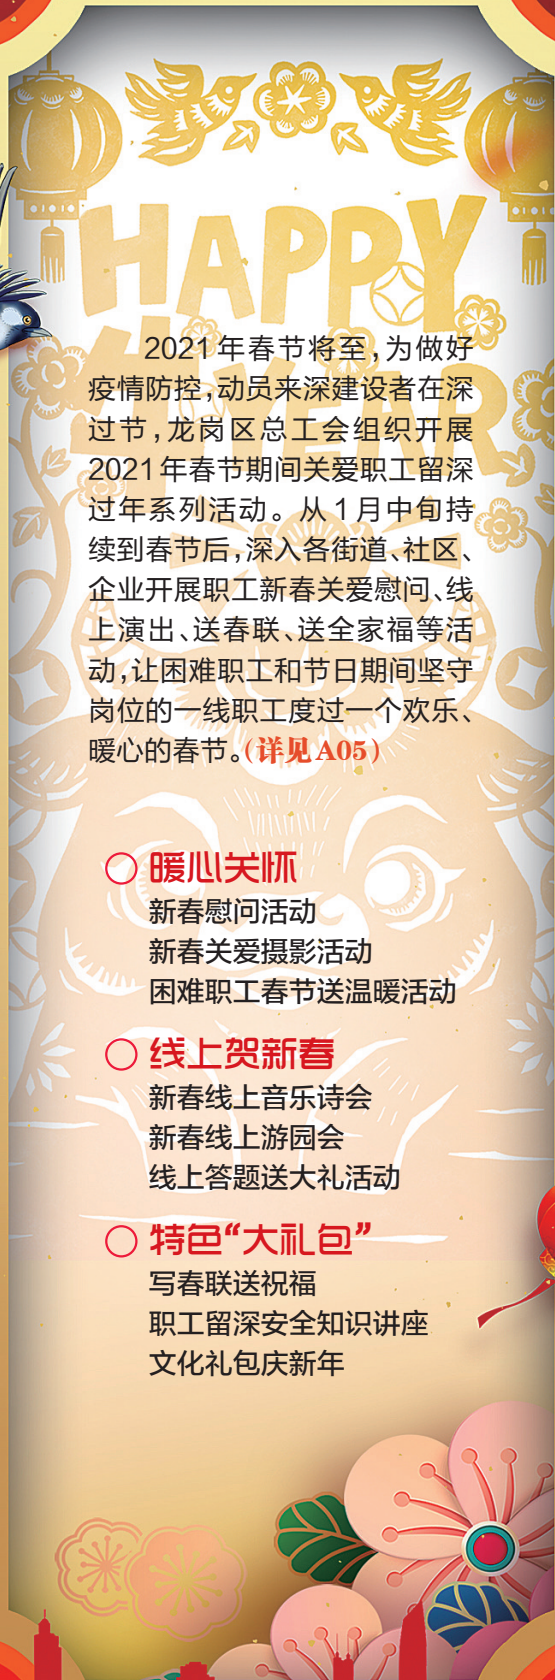 HAPPY
牛YEAR
2021年春节将至，为做好
疫情防控，动员来深建设者在深
过节，龙岗区总工会组织开展
2021年春节期间关爱职工留深
过年系列活动。从1月中旬持
续到春节后，深入各街道、社区、
企业开展职工新春关爱慰问、线
上演出、送春联、送全家福等活
动，让困难职工和节日期间坚守
岗位的一线职工度过一个欢乐、
暖心的春节。(详见A05)
暖心关怀
新春慰问活动
新春关爱摄影活动
困难职工春节送温暖活动
线上贺新春
新春线上音乐诗会
新春线上游园会
线上答题送大礼活动
特色“大礼包”
写春联送祝福
职工留深安全知识讲座
文化礼包庆新年